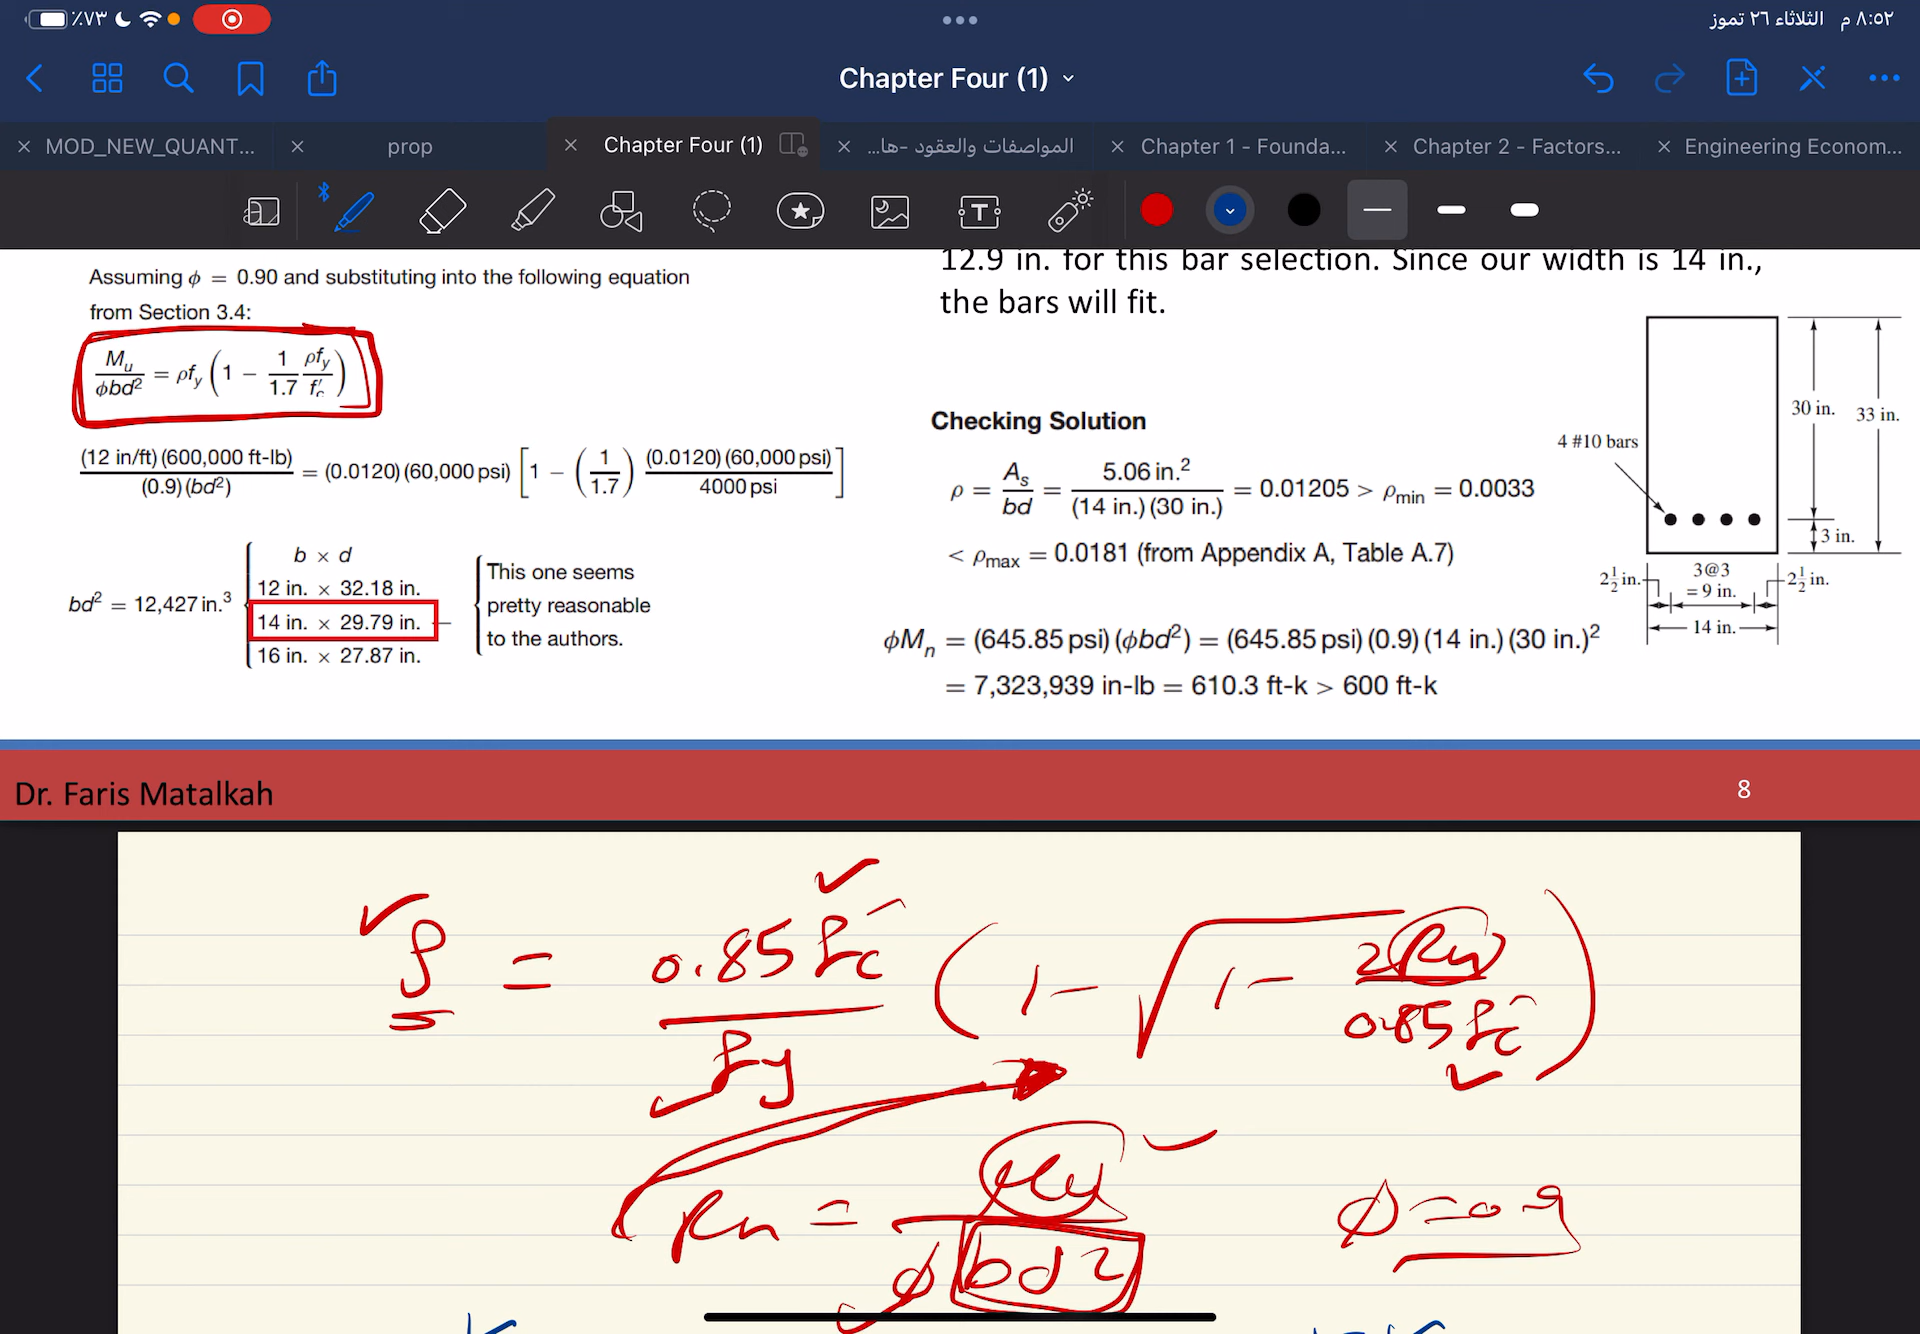 ٪٧٣
٨:٥٢ م الثلاثاء ٢٦ تموز
Chapter Four (1)
MOD_NEW_QUANT...
prop
Chapter Four (1)
المواصفات والعقود -ها...
Chapter 1 - Founda...
Chapter 2 - Factors...
Engineering Econom...
Assuming ϕ = 0.90 and substituting into the following equation
from Section 3.4:
Mu/ϕbd² = ρfy (1 − 1/1.7 ρfy/f′c)
(12 in/ft) (600,000 ft-lb)/(0.9) (bd²) = (0.0120) (60,000 psi) [1 − (1/1.7) (0.0120) (60,000 psi)/4000 psi]
b × d
12 in. × 32.18 in.
bd² = 12,427 in.³
14 in. × 29.79 in.
16 in. × 27.87 in.
This one seems
pretty reasonable
to the authors.
12.9 in. for this bar selection. Since our width is 14 in.,
the bars will fit.
Checking Solution
ρ = As/bd = 5.06 in.²/(14 in.) (30 in.) = 0.01205 > ρmin = 0.0033
< ρmax = 0.0181 (from Appendix A, Table A.7)
ϕMn = (645.85 psi) (ϕbd²) = (645.85 psi) (0.9) (14 in.) (30 in.)²
= 7,323,939 in-lb = 610.3 ft-k > 600 ft-k
30 in.
33 in.
4 #10 bars
3 in.
2½ in.
3@3
= 9 in.
2½ in.
14 in.
Dr. Faris Matalkah
8
ρ = 0.85 fc′/fy (1 − √(1 − 2Rn/0.85 fc′))
Rn = Mu/ϕbd²
ϕ = 0.9